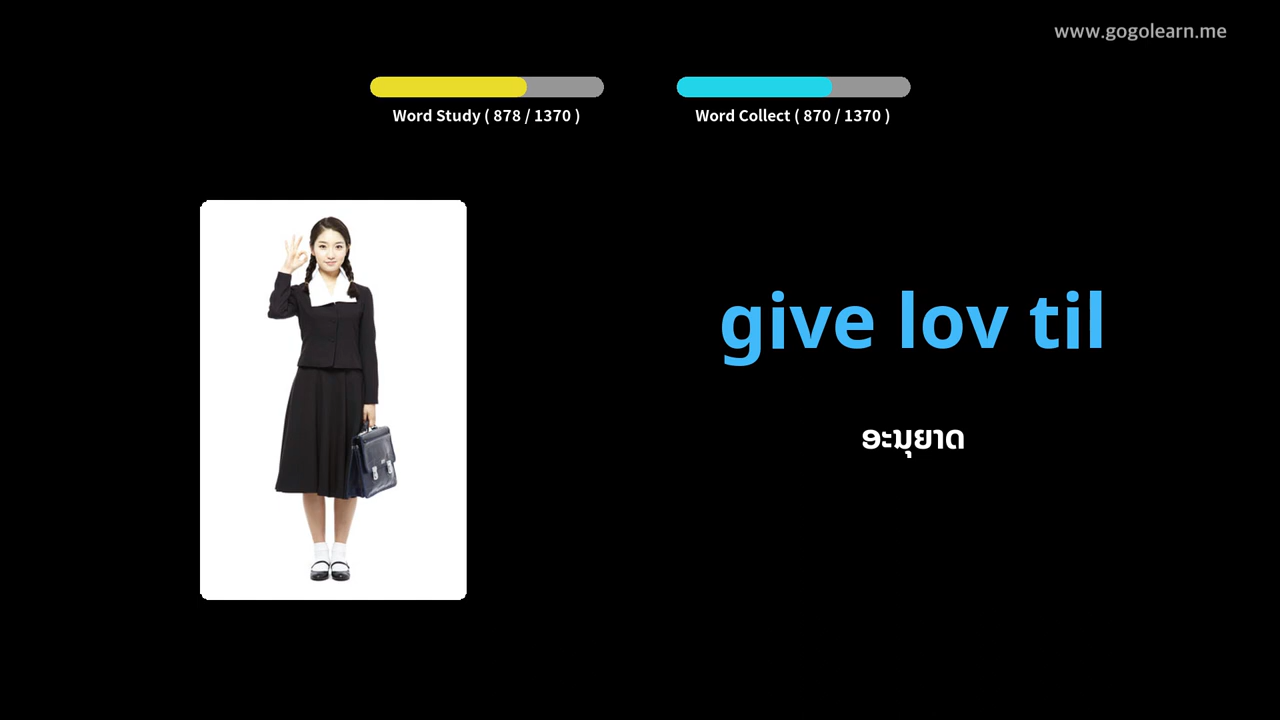 www.gogolearn.me
Word Study ( 878 / 1370 )
Word Collect ( 870 / 1370 )
give lov til
ອະນຸຍາດ